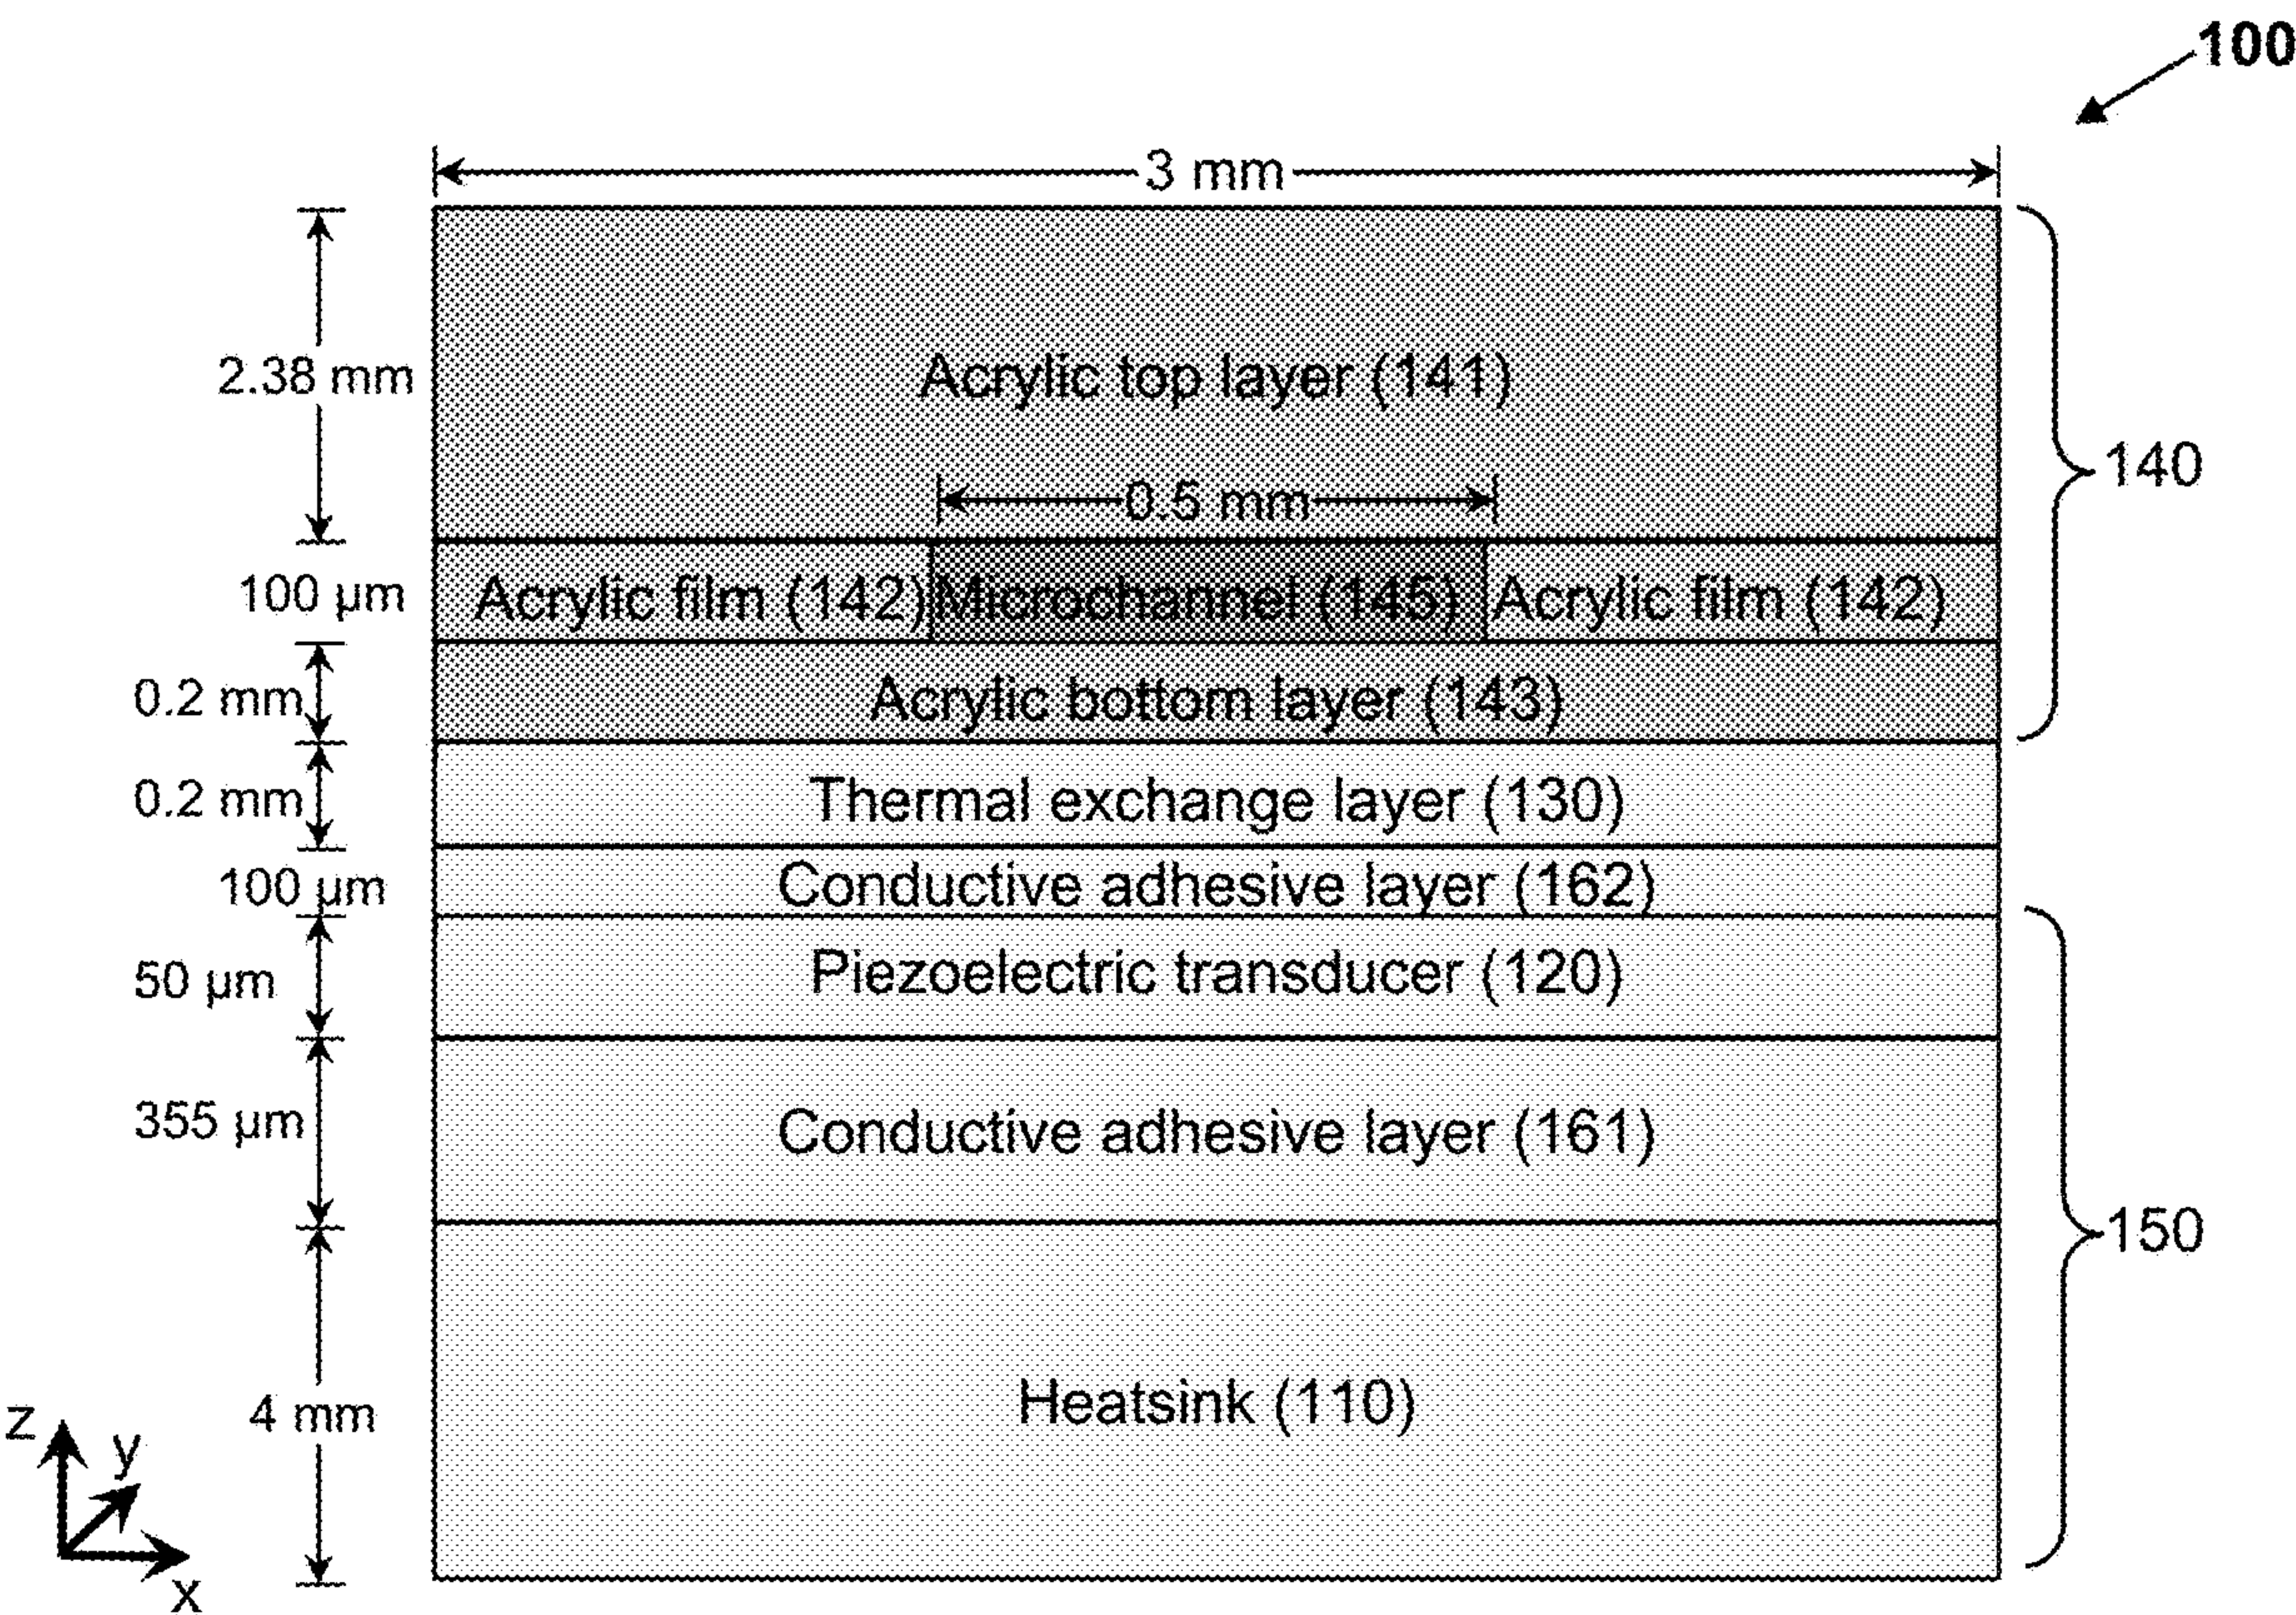 100
3 mm
2.38 mm
Acrylic top layer (141)
140
0.5 mm
100 µm
Acrylic film (142)
Microchannel (145)
Acrylic film (142)
0.2 mm
Acrylic bottom layer (143)
0.2 mm
Thermal exchange layer (130)
100 µm
Conductive adhesive layer (162)
50 µm
Piezoelectric transducer (120)
355 µm
Conductive adhesive layer (161)
150
4 mm
Heatsink (110)
z
y
x